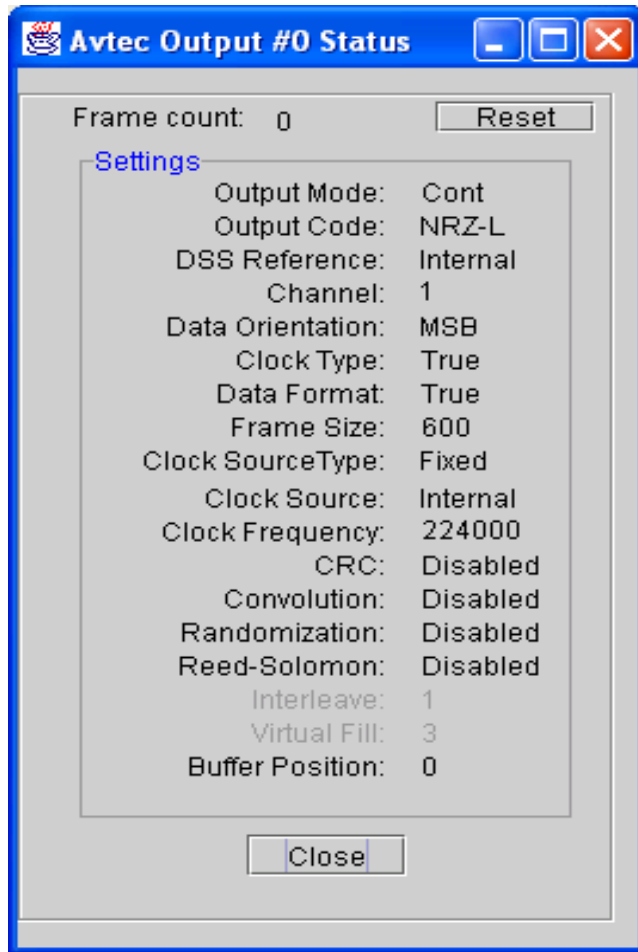 Avtec Output #0 Status
Frame count: 0 Reset
Settings
Output Mode: Cont
Output Code: NRZ-L
DSS Reference: Internal
Channel: 1
Data Orientation: MSB
Clock Type: True
Data Format: True
Frame Size: 600
Clock SourceType: Fixed
Clock Source: Internal
Clock Frequency: 224000
CRC: Disabled
Convolution: Disabled
Randomization: Disabled
Reed-Solomon: Disabled
Interleave: 1
Virtual Fill: 3
Buffer Position: 0
Close